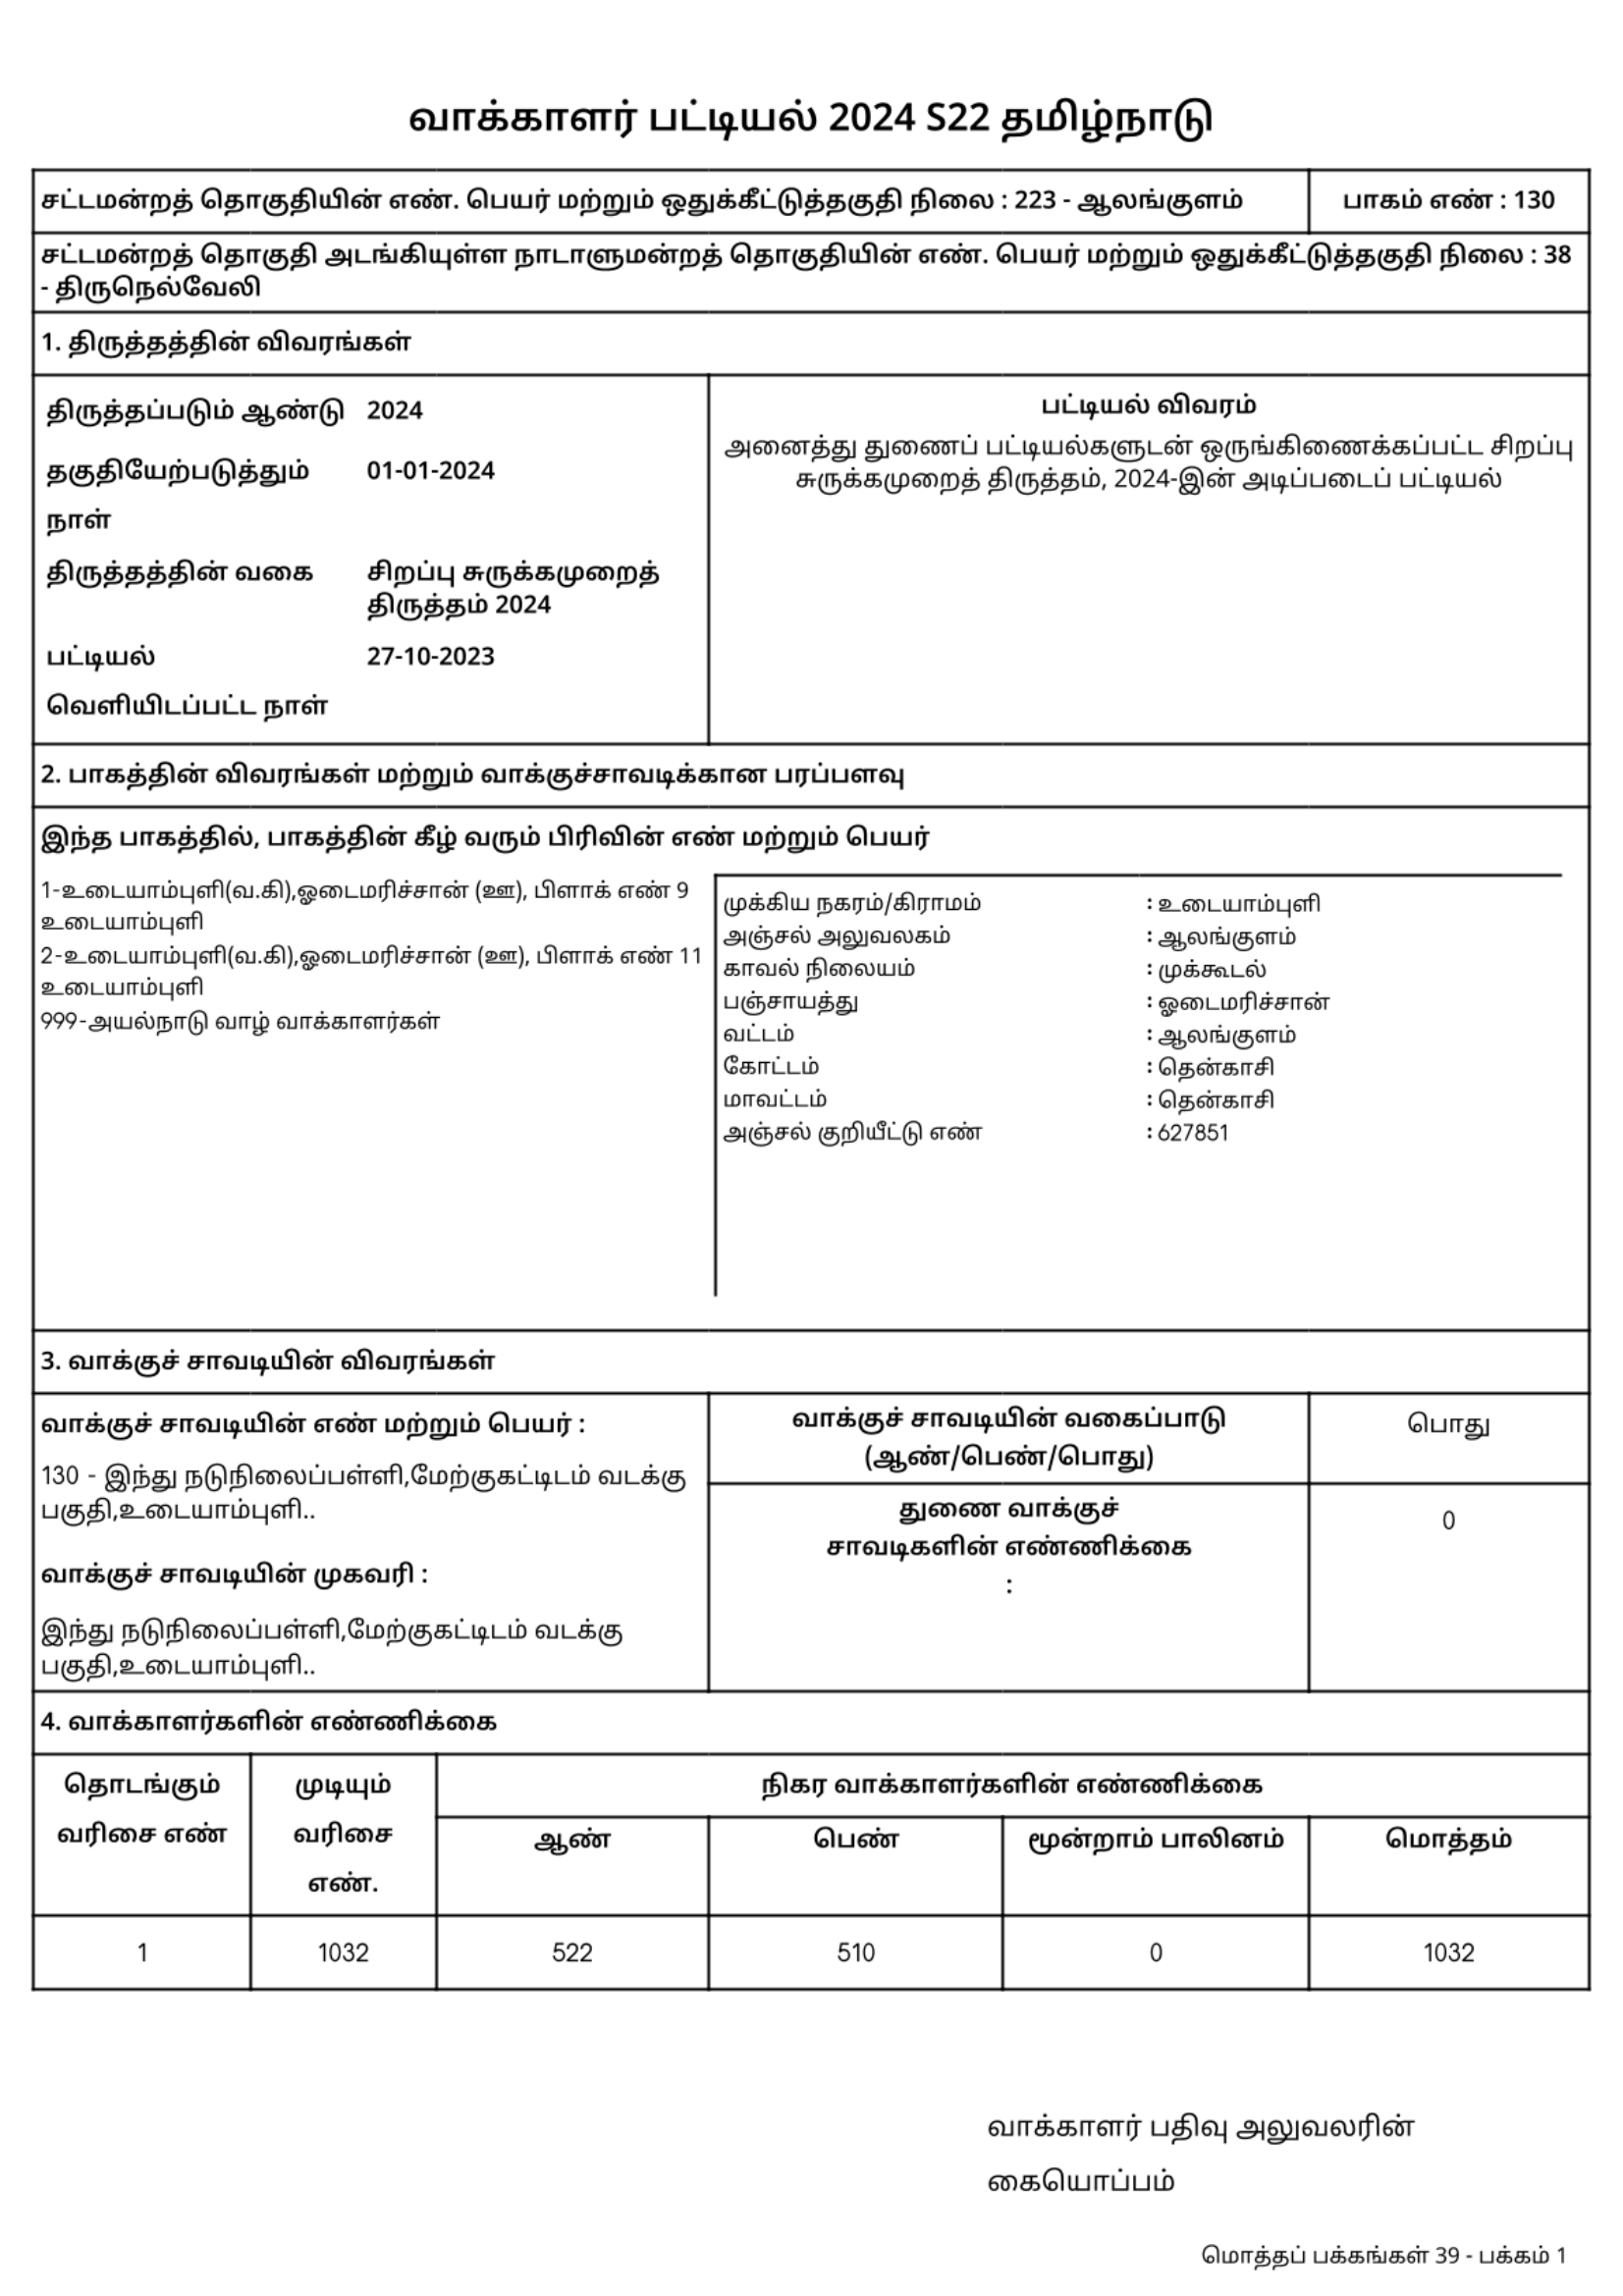 வாக்காளர் பட்டியல் 2024 S22 தமிழ்நாடு
சட்டமன்றத் தொகுதியின் எண். பெயர் மற்றும் ஒதுக்கீட்டுத்தகுதி நிலை : 223 - ஆலங்குளம்
பாகம் எண் : 130
சட்டமன்றத் தொகுதி அடங்கியுள்ள நாடாளுமன்றத் தொகுதியின் எண். பெயர் மற்றும் ஒதுக்கீட்டுத்தகுதி நிலை : 38
- திருநெல்வேலி
1. திருத்தத்தின் விவரங்கள்
திருத்தப்படும் ஆண்டு 2024
தகுதியேற்படுத்தும் 01-01-2024
நாள்
திருத்தத்தின் வகை சிறப்பு சுருக்கமுறைத்
திருத்தம் 2024
பட்டியல் 27-10-2023
வெளியிடப்பட்ட நாள்
பட்டியல் விவரம்
அனைத்து துணைப் பட்டியல்களுடன் ஒருங்கிணைக்கப்பட்ட சிறப்பு
சுருக்கமுறைத் திருத்தம், 2024-இன் அடிப்படைப் பட்டியல்
2. பாகத்தின் விவரங்கள் மற்றும் வாக்குச்சாவடிக்கான பரப்பளவு
இந்த பாகத்தில், பாகத்தின் கீழ் வரும் பிரிவின் எண் மற்றும் பெயர்
1-உடையாம்புளி(வ.கி),ஓடைமரிச்சான் (ஊ), பிளாக் எண் 9
உடையாம்புளி
2-உடையாம்புளி(வ.கி),ஓடைமரிச்சான் (ஊ), பிளாக் எண் 11
உடையாம்புளி
999-அயல்நாடு வாழ் வாக்காளர்கள்
முக்கிய நகரம்/கிராமம் : உடையாம்புளி
அஞ்சல் அலுவலகம் : ஆலங்குளம்
காவல் நிலையம் : முக்கூடல்
பஞ்சாயத்து : ஓடைமரிச்சான்
வட்டம் : ஆலங்குளம்
கோட்டம் : தென்காசி
மாவட்டம் : தென்காசி
அஞ்சல் குறியீட்டு எண் : 627851
3. வாக்குச் சாவடியின் விவரங்கள்
வாக்குச் சாவடியின் எண் மற்றும் பெயர் :
130 - இந்து நடுநிலைப்பள்ளி,மேற்குகட்டிடம் வடக்கு
பகுதி,உடையாம்புளி..
வாக்குச் சாவடியின் முகவரி :
இந்து நடுநிலைப்பள்ளி,மேற்குகட்டிடம் வடக்கு
பகுதி,உடையாம்புளி..
வாக்குச் சாவடியின் வகைப்பாடு
(ஆண்/பெண்/பொது)
பொது
துணை வாக்குச்
சாவடிகளின் எண்ணிக்கை
:
0
4. வாக்காளர்களின் எண்ணிக்கை
தொடங்கும்
வரிசை எண்
முடியும்
வரிசை
எண்.
நிகர வாக்காளர்களின் எண்ணிக்கை
ஆண் பெண் மூன்றாம் பாலினம் மொத்தம்
1 1032 522 510 0 1032
வாக்காளர் பதிவு அலுவலரின்
கையொப்பம்
மொத்தப் பக்கங்கள் 39 - பக்கம் 1